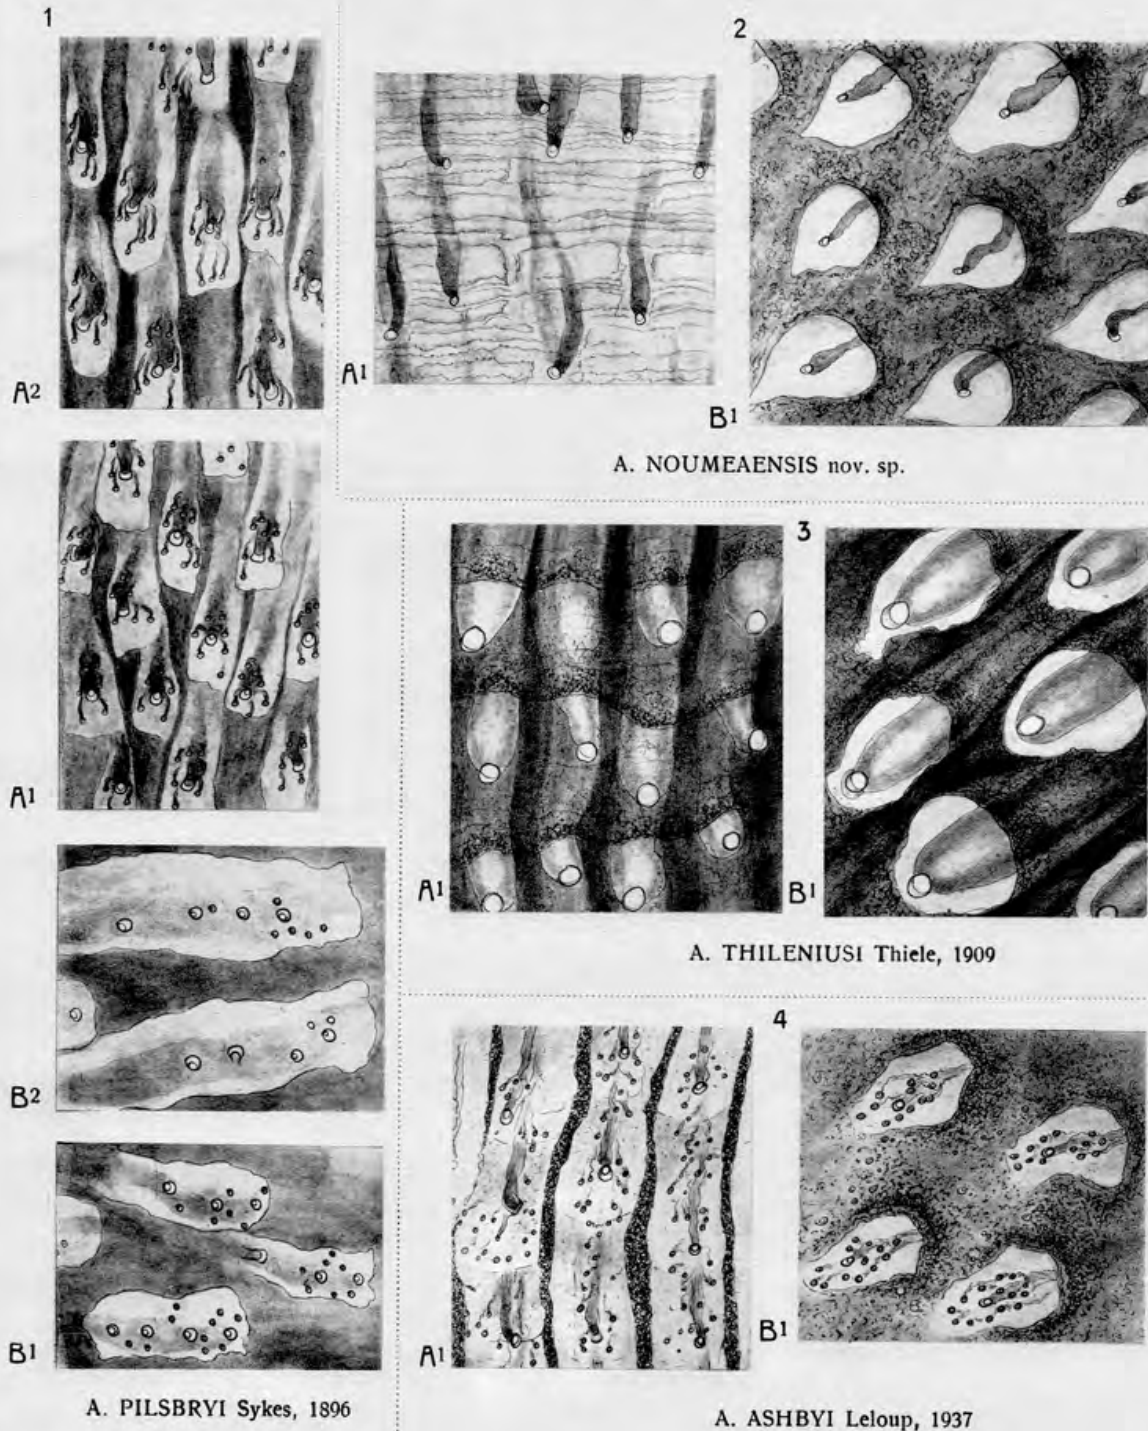 1
A2
A1
B2
B1
A. PILSBRYI Sykes, 1896
2
A1
B1
A. NOUMEAENSIS nov. sp.
3
A1
B1
A. THILENIUSI Thiele, 1909
4
A1
B1
A. ASHBYI Leloup, 1937